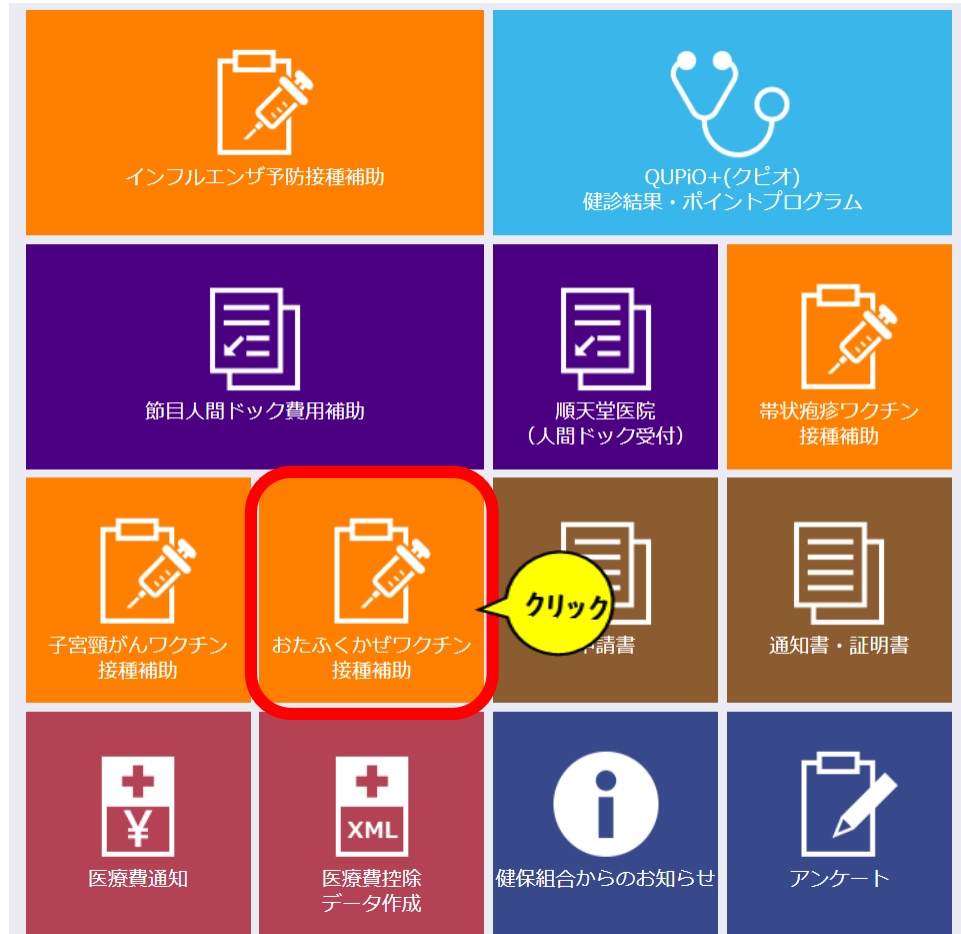 インフルエンザ予防接種補助
QUPiO+(クピオ)
健診結果・ポイントプログラム
節目人間ドック費用補助
順天堂医院
（人間ドック受付）
帯状疱疹ワクチン
接種補助
子宮頸がんワクチン
接種補助
おたふくかぜワクチン
接種補助
クリック
請書
通知書・証明書
¥
医療費通知
XML
医療費控除
データ作成
健保組合からのお知らせ
アンケート